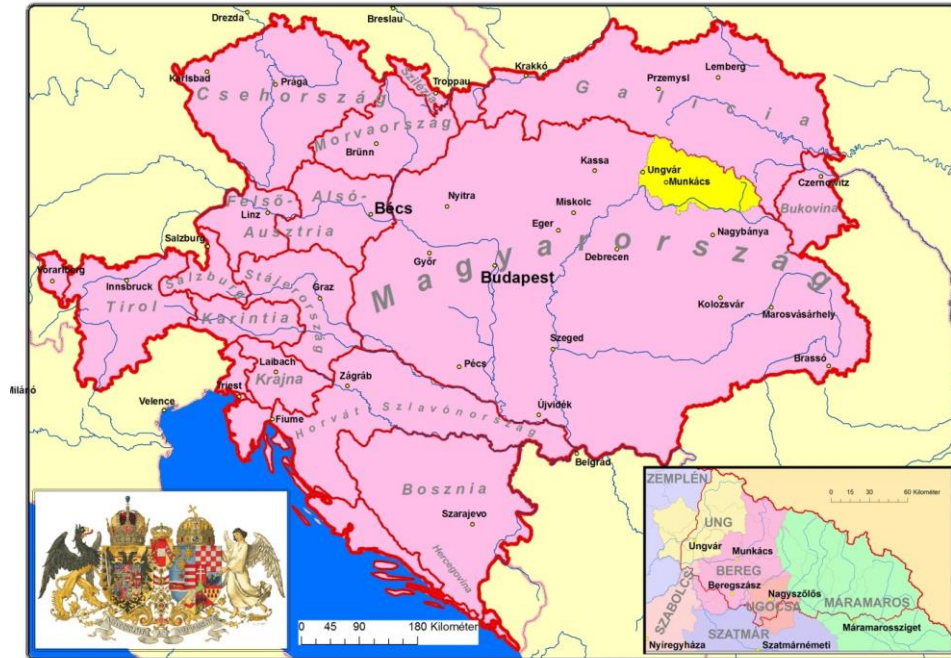 Drezda
Breslau
Karlsbad
Prága
Csehország
Szilézia
Troppau
Krakkó
Przemysl
Lemberg
Galícia
Morvaország
Brünn
Kassa
Ungvár
Munkács
Czernowitz
Bukovina
Nyitra
Miskolc
Eger
Felső-
Alsó-
Linz
Bécs
Ausztria
Nagybánya
Debrecen
Salzburg
Győr
Budapest
Magyarország
Vorarlberg
Innsbruck
Salzburg
Stájerország
Graz
Tirol
Karintia
Kolozsvár
Marosvásárhely
Szeged
Laibach
Krajna
Zágráb
Pécs
Brassó
Milánó
Velence
Triest
Fiume
Horvát Szlavónország
Újvidék
Belgrád
Bosznia
Szarajevo
Hercegovina
0 45 90 180 Kilométer
ZEMPLÉN
0 15 30 60 Kilométer
UNG
Ungvár
Munkács
BEREG
Beregszász
SZABOLCS
Nagyszőlős
UGOCSA
MÁRAMAROS
Máramarossziget
SZATMÁR
Nyíregyháza
Szatmárnémeti